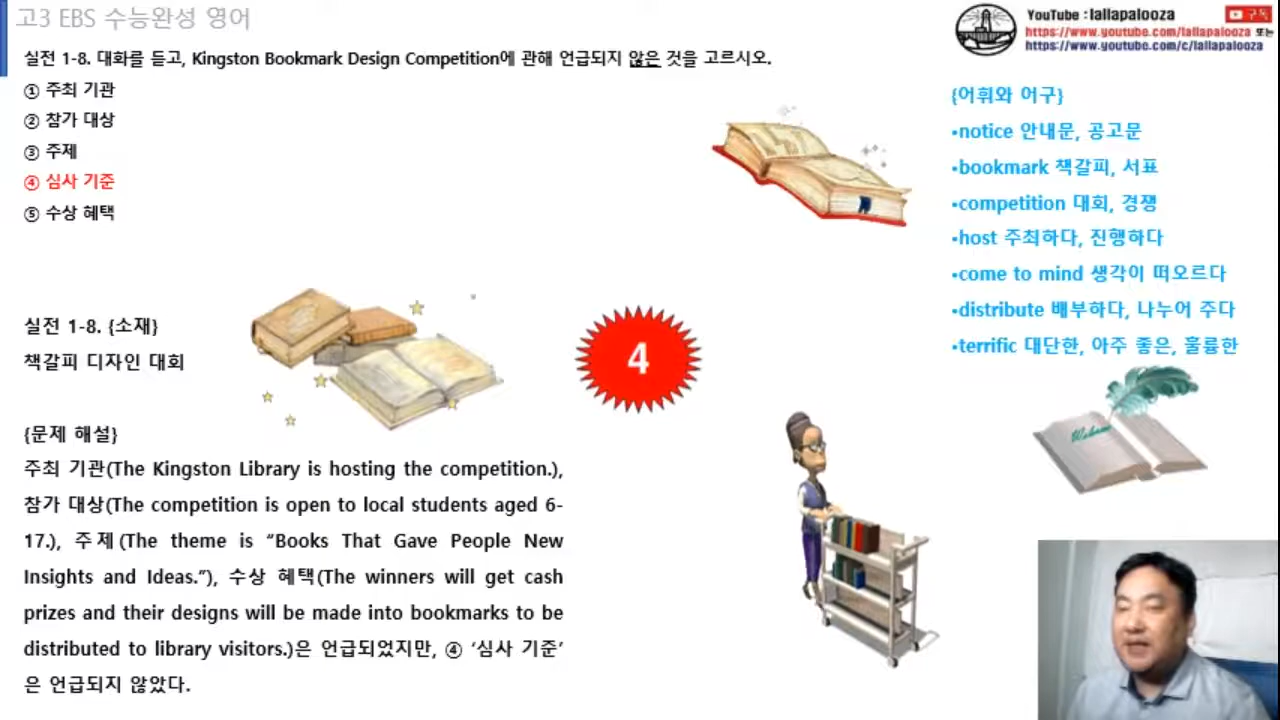 고3 EBS 수능완성 영어
YouTube : lallapalooza
구독
https://www.youtube.com/lallapalooza 또는
https://www.youtube.com/c/lallapalooza
실전 1-8. 대화를 듣고, Kingston Bookmark Design Competition에 관해 언급되지 않은 것을 고르시오.
① 주최 기관
② 참가 대상
③ 주제
④ 심사 기준
⑤ 수상 혜택
실전 1-8. {소재}
책갈피 디자인 대회
{문제 해설}
주최 기관(The Kingston Library is hosting the competition.),
참가 대상(The competition is open to local students aged 6-
17.), 주제(The theme is “Books That Gave People New
Insights and Ideas.”), 수상 혜택(The winners will get cash
prizes and their designs will be made into bookmarks to be
distributed to library visitors.)은 언급되었지만, ④ ‘심사 기준’
은 언급되지 않았다.
4
{어휘와 어구}
•notice 안내문, 공고문
•bookmark 책갈피, 서표
•competition 대회, 경쟁
•host 주최하다, 진행하다
•come to mind 생각이 떠오르다
•distribute 배부하다, 나누어 주다
•terrific 대단한, 아주 좋은, 훌륭한
Welcome